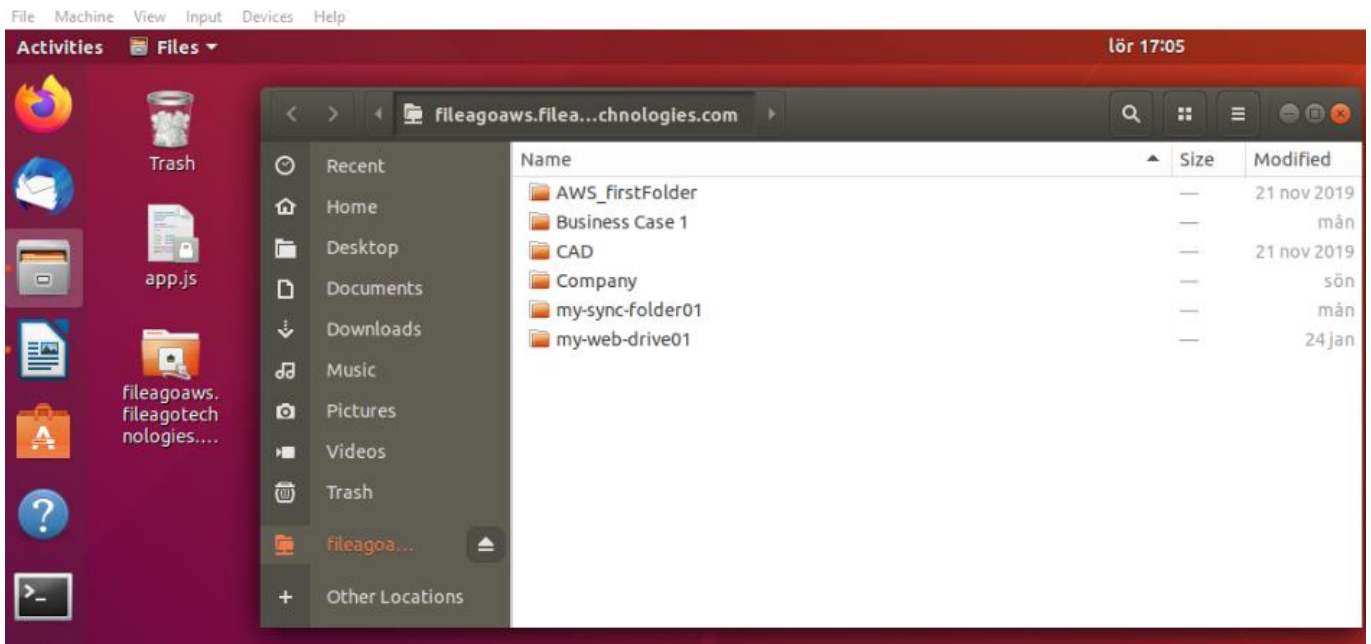 File Machine View Input Devices Help
Activities Files lör 17:05
fileagoaws.filea...chnologies.com
Trash
app.js
fileagoaws.
fileagotech
nologies....
Recent
Home
Desktop
Documents
Downloads
Music
Pictures
Videos
Trash
fileagoa...
Other Locations
Name Size Modified
AWS_firstFolder — 21 nov 2019
Business Case 1 — mån
CAD — 21 nov 2019
Company — sön
my-sync-folder01 — mån
my-web-drive01 — 24 jan